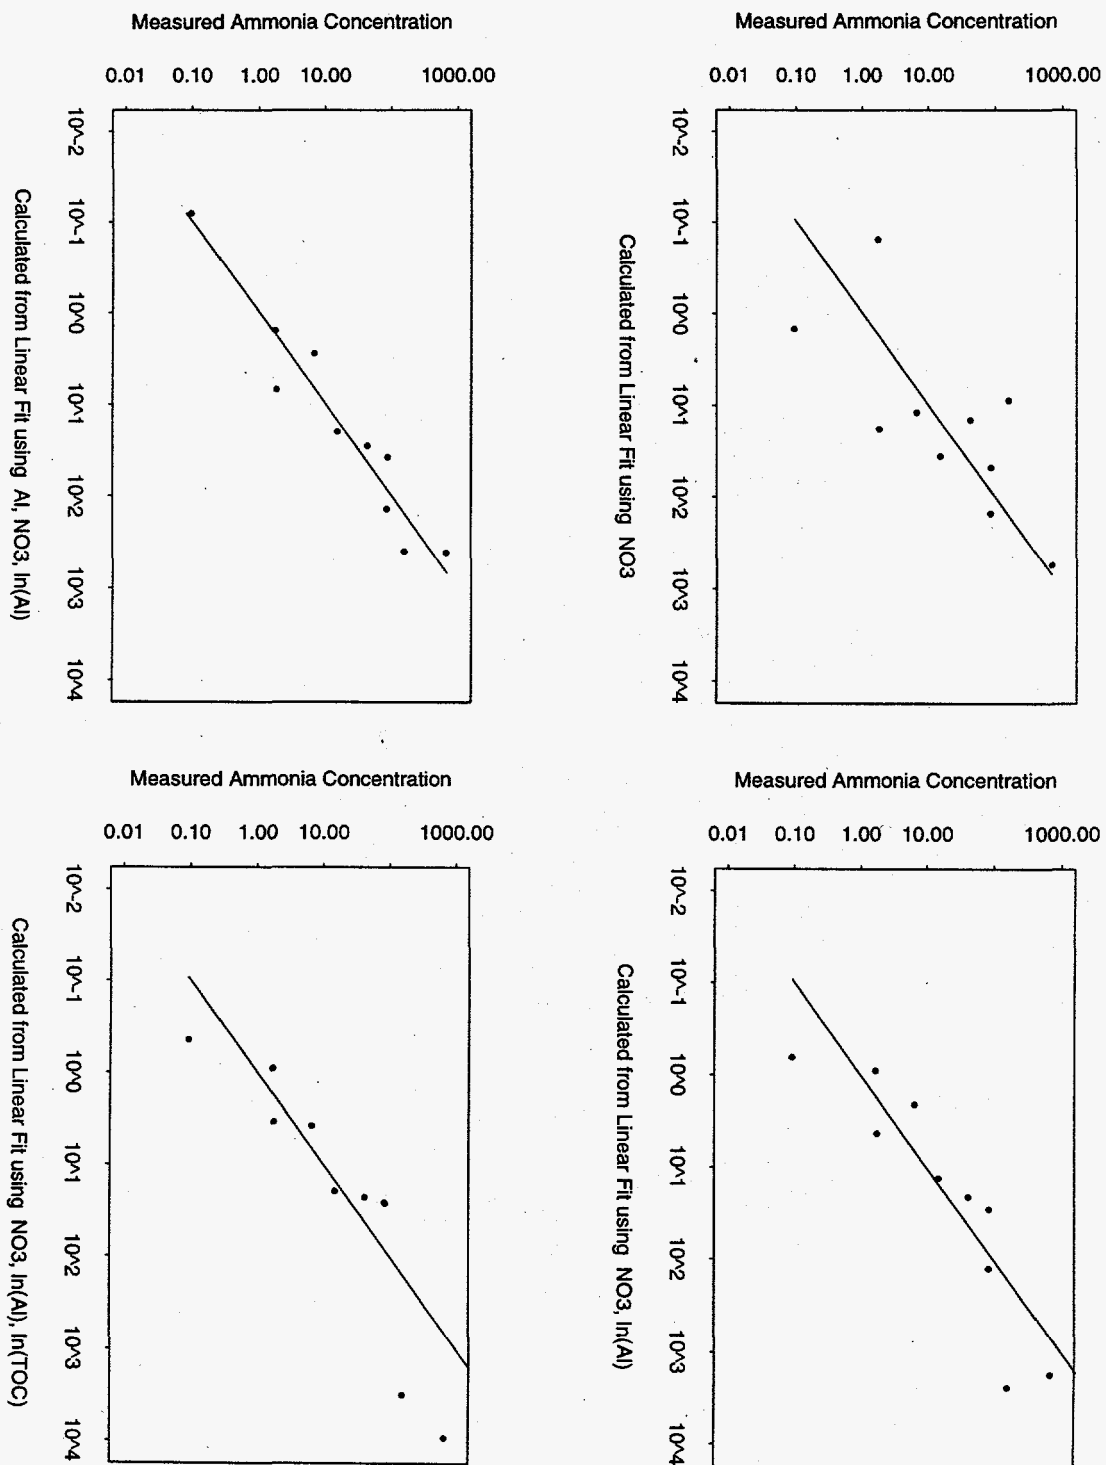 Measured Ammonia Concentration
0.01 0.10 1.00 10.00 1000.00
10^-2 10^-1 10^0 10^1 10^2 10^3 10^4
Calculated from Linear Fit using Al, NO3, ln(Al)
Measured Ammonia Concentration
0.01 0.10 1.00 10.00 1000.00
10^-2 10^-1 10^0 10^1 10^2 10^3 10^4
Calculated from Linear Fit using NO3
Measured Ammonia Concentration
0.01 0.10 1.00 10.00 1000.00
10^-2 10^-1 10^0 10^1 10^2 10^3 10^4
Calculated from Linear Fit using NO3, ln(Al), ln(TOC)
Measured Ammonia Concentration
0.01 0.10 1.00 10.00 1000.00
10^-2 10^-1 10^0 10^1 10^2 10^3 10^4
Calculated from Linear Fit using NO3, ln(Al)